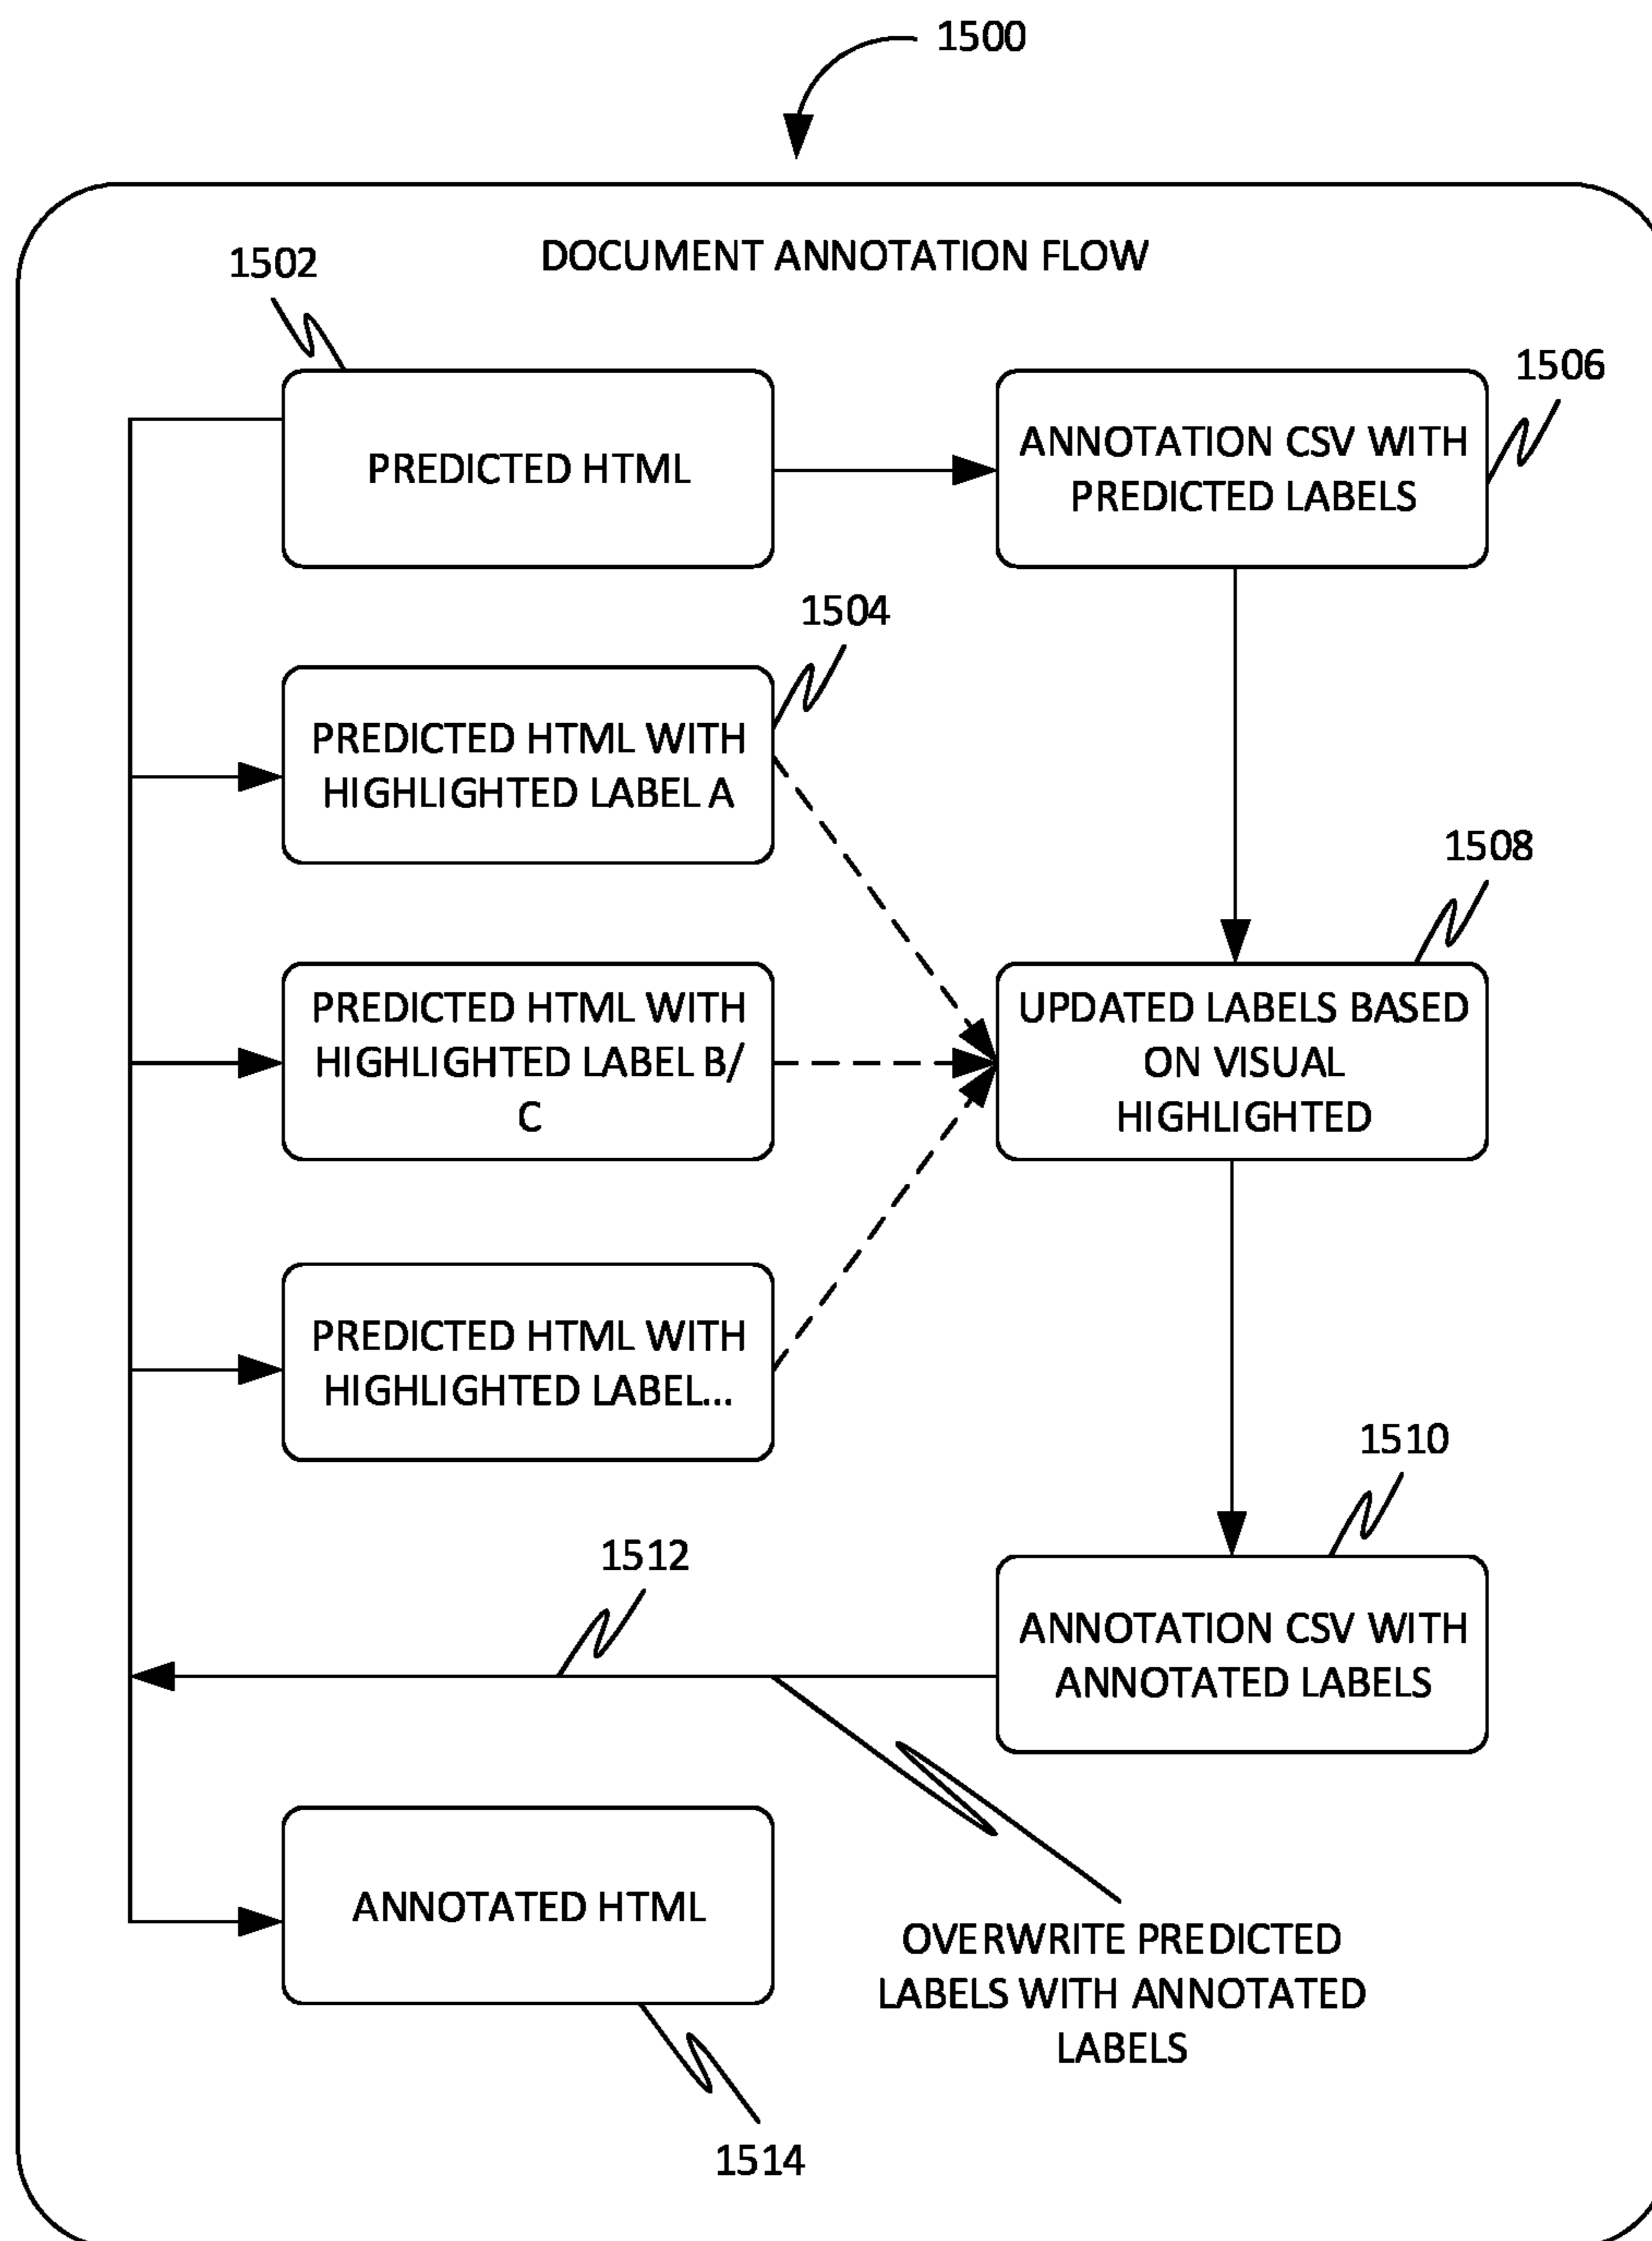 1500
DOCUMENT ANNOTATION FLOW
1502
PREDICTED HTML
1506
ANNOTATION CSV WITH
PREDICTED LABELS
1504
PREDICTED HTML WITH
HIGHLIGHTED LABEL A
1508
PREDICTED HTML WITH
HIGHLIGHTED LABEL B/
C
UPDATED LABELS BASED
ON VISUAL
HIGHLIGHTED
PREDICTED HTML WITH
HIGHLIGHTED LABEL...
1510
1512
ANNOTATION CSV WITH
ANNOTATED LABELS
ANNOTATED HTML
OVERWRITE PREDICTED
LABELS WITH ANNOTATED
LABELS
1514